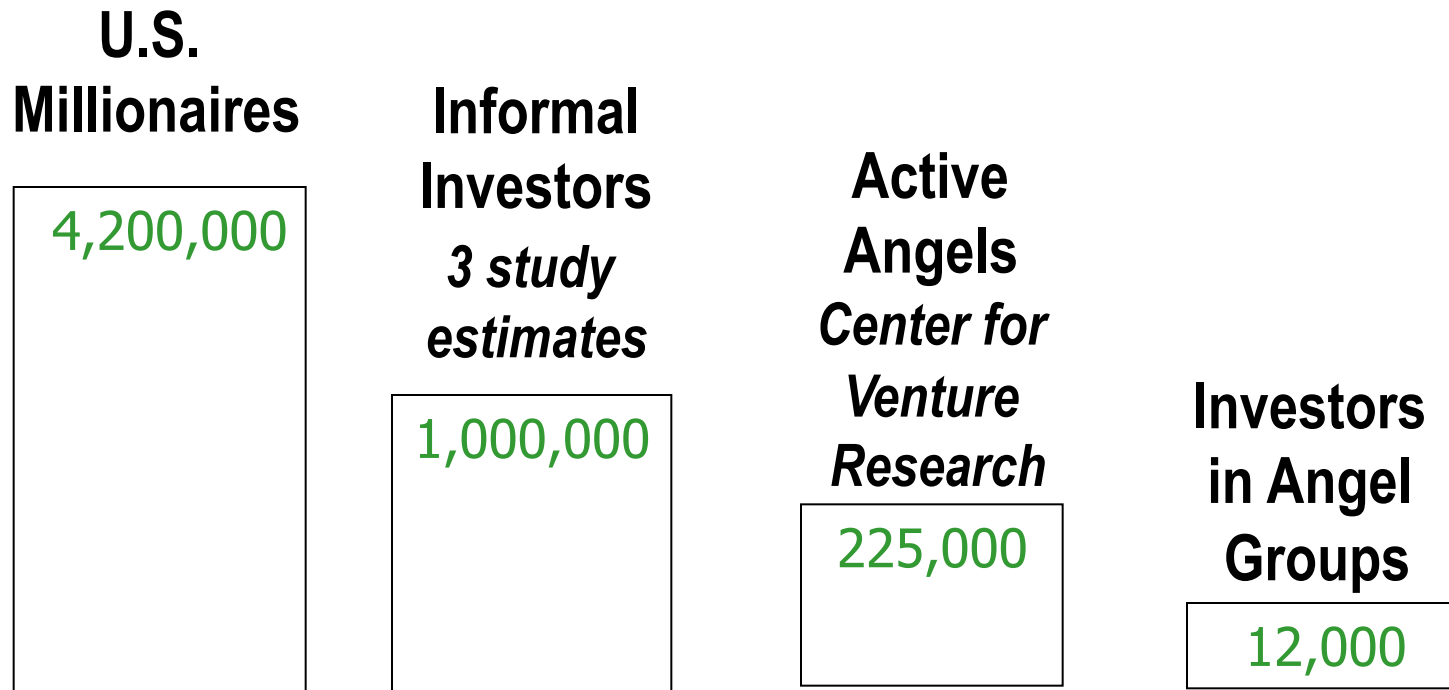 U.S.
Millionaires
4,200,000
Informal
Investors
3 study
estimates
1,000,000
Active
Angels
Center for
Venture
Research
225,000
Investors
in Angel
Groups
12,000